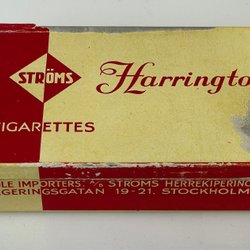 STRÖMS
Harringto
IGARETTES
LE IMPORTERS: A/B STRÖMS HERREKIPERING
GERINGSGATAN 19-21, STOCKHOLM